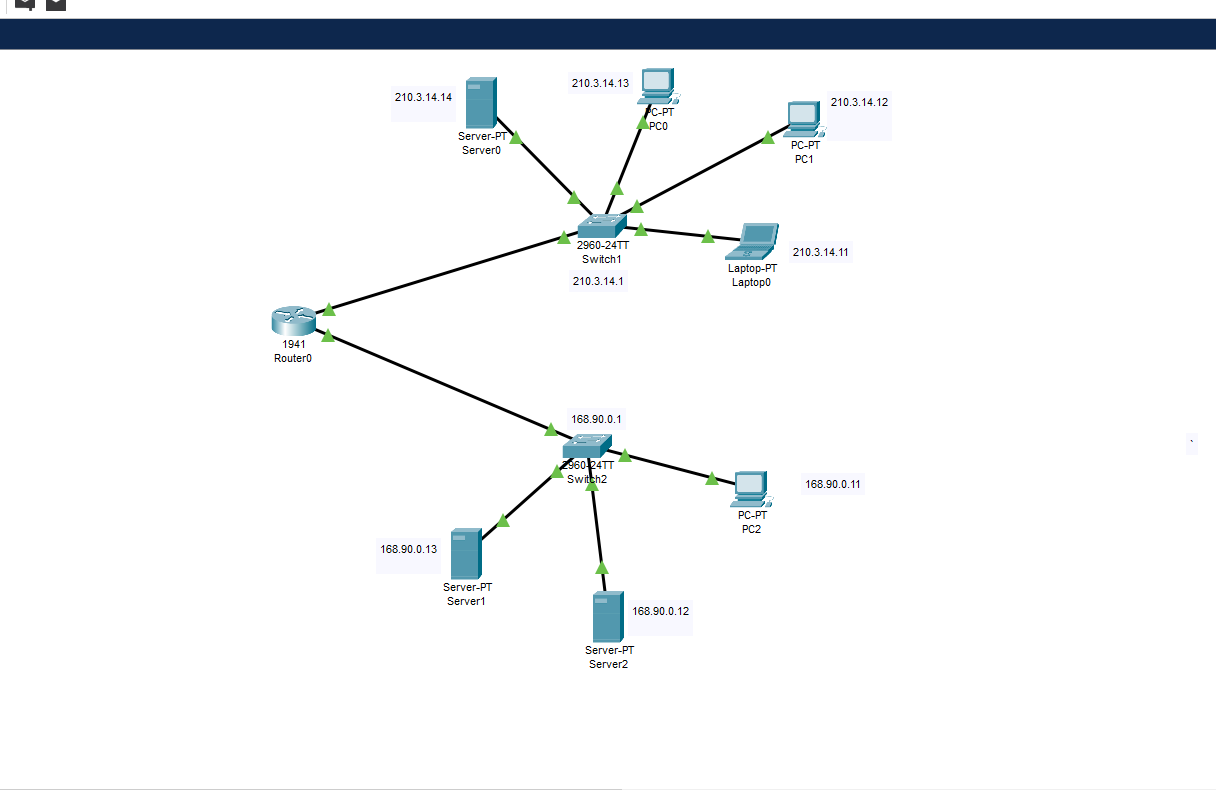 210.3.14.14
Server-PT
Server0
210.3.14.13
PC-PT
PC0
210.3.14.12
PC-PT
PC1
2960-24TT
Switch1
210.3.14.1
Laptop-PT
Laptop0
210.3.14.11
1941
Router0
168.90.0.1
2960-24TT
Switch2
PC-PT
PC2
168.90.0.11
`
168.90.0.13
Server-PT
Server1
168.90.0.12
Server-PT
Server2